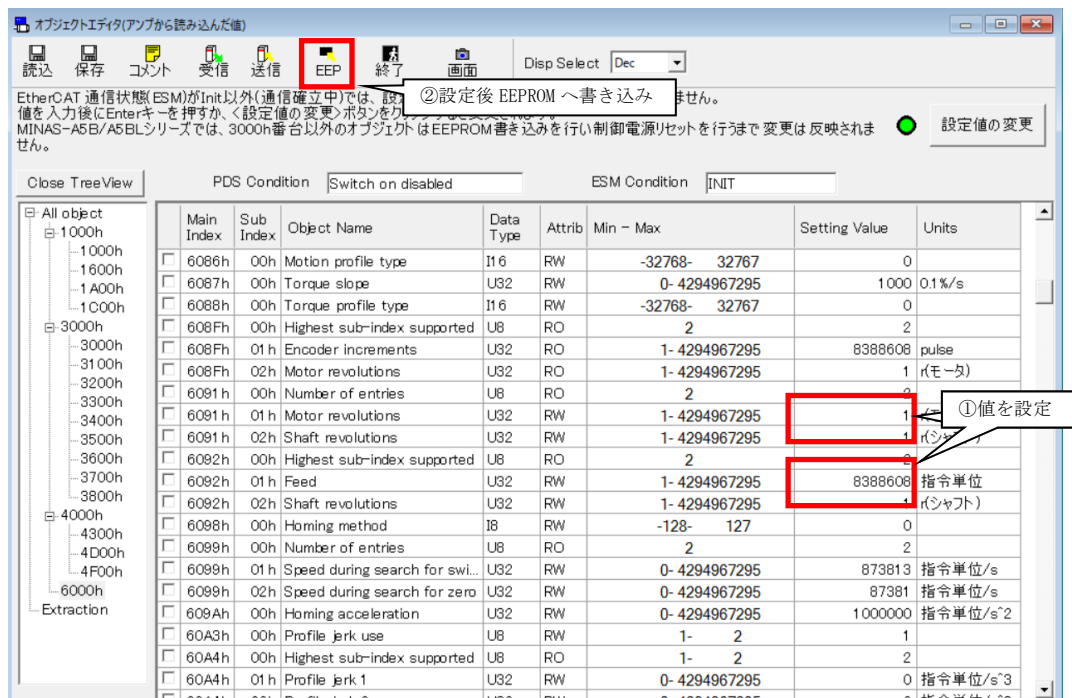 オブジェクトエディタ(アンプから読み込んだ値)
読込 保存 コメント 受信 送信 EEP 終了 画面 Disp Select Dec
②設定後 EEPROM へ書き込み
EtherCAT 通信状態(ESM)がInit以外(通信確立中)では、設 ません。
値を入力後にEnterキーを押すか、<設定値の変更>ボタンを
MINAS-A5B/A5BLシリーズでは、3000h番台以外のオブジェクトはEEPROM書き込みを行い制御電源リセットを行うまで変更は反映されま
せん。
設定値の変更
Close TreeView PDS Condition Switch on disabled ESM Condition INIT
All object
1000h
1000h
1600h
1A00h
1C00h
3000h
3000h
3100h
3200h
3300h
3400h
3500h
3600h
3700h
3800h
4000h
4300h
4D00h
4F00h
6000h
Extraction
Main Index Sub Index Object Name Data Type Attrib Min - Max Setting Value Units
6086h 00h Motion profile type I16 RW -32768- 32767 0
6087h 00h Torque slope U32 RW 0- 4294967295 1000 0.1%/s
6088h 00h Torque profile type I16 RW -32768- 32767 0
608Fh 00h Highest sub-index supported U8 RO 2 2
608Fh 01h Encoder increments U32 RO 1- 4294967295 8388608 pulse
608Fh 02h Motor revolutions U32 RO 1- 4294967295 1 r(モータ)
6091h 00h Number of entries U8 RO 2 2
6091h 01h Motor revolutions U32 RW 1- 4294967295 1
①値を設定
6091h 02h Shaft revolutions U32 RW 1- 4294967295 1 r(シャフト)
6092h 00h Highest sub-index supported U8 RO 2 2
6092h 01h Feed U32 RW 1- 4294967295 8388608 指令単位
6092h 02h Shaft revolutions U32 RW 1- 4294967295 1 r(シャフト)
6098h 00h Homing method I8 RW -128- 127 0
6099h 00h Number of entries U8 RO 2 2
6099h 01h Speed during search for swi... U32 RW 0- 4294967295 873813 指令単位/s
6099h 02h Speed during search for zero U32 RW 0- 4294967295 87381 指令単位/s
609Ah 00h Homing acceleration U32 RW 0- 4294967295 1000000 指令単位/s^2
60A3h 00h Profile jerk use U8 RW 1- 2 1
60A4h 00h Highest sub-index supported U8 RO 1- 2 2
60A4h 01h Profile jerk 1 U32 RW 0- 4294967295 0 指令単位/s^3